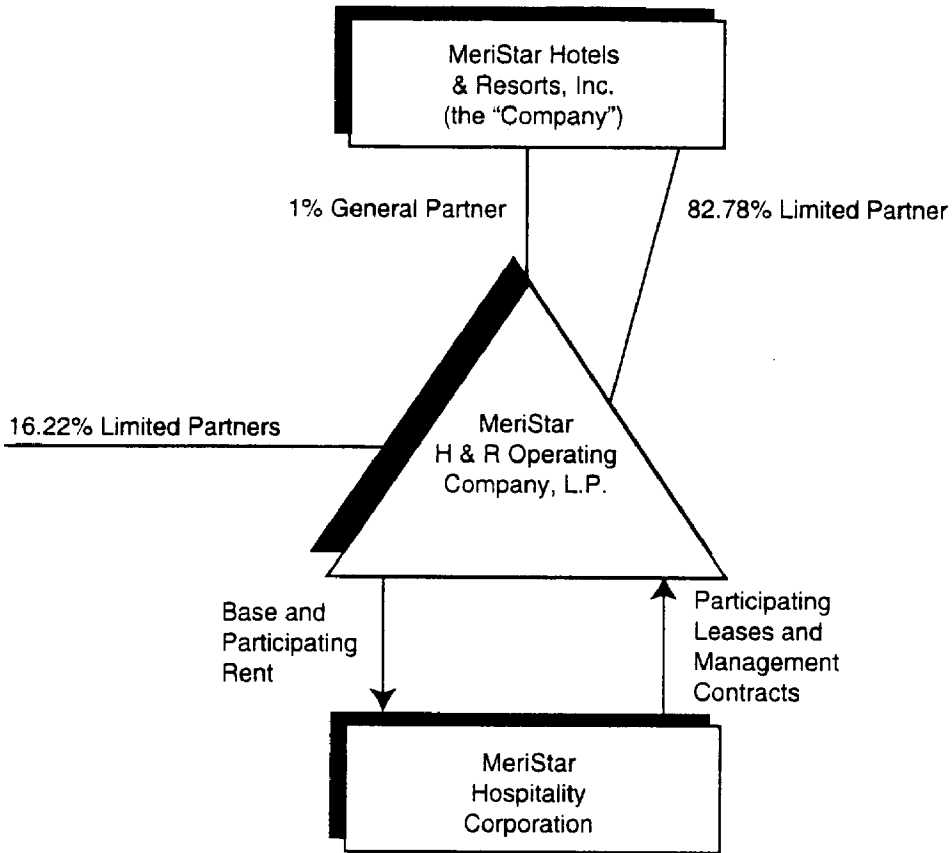 MeriStar Hotels
& Resorts, Inc.
(the “Company”)
1% General Partner
82.78% Limited Partner
16.22% Limited Partners
MeriStar
H & R Operating
Company, L.P.
Base and
Participating
Rent
Participating
Leases and
Management
Contracts
MeriStar
Hospitality
Corporation